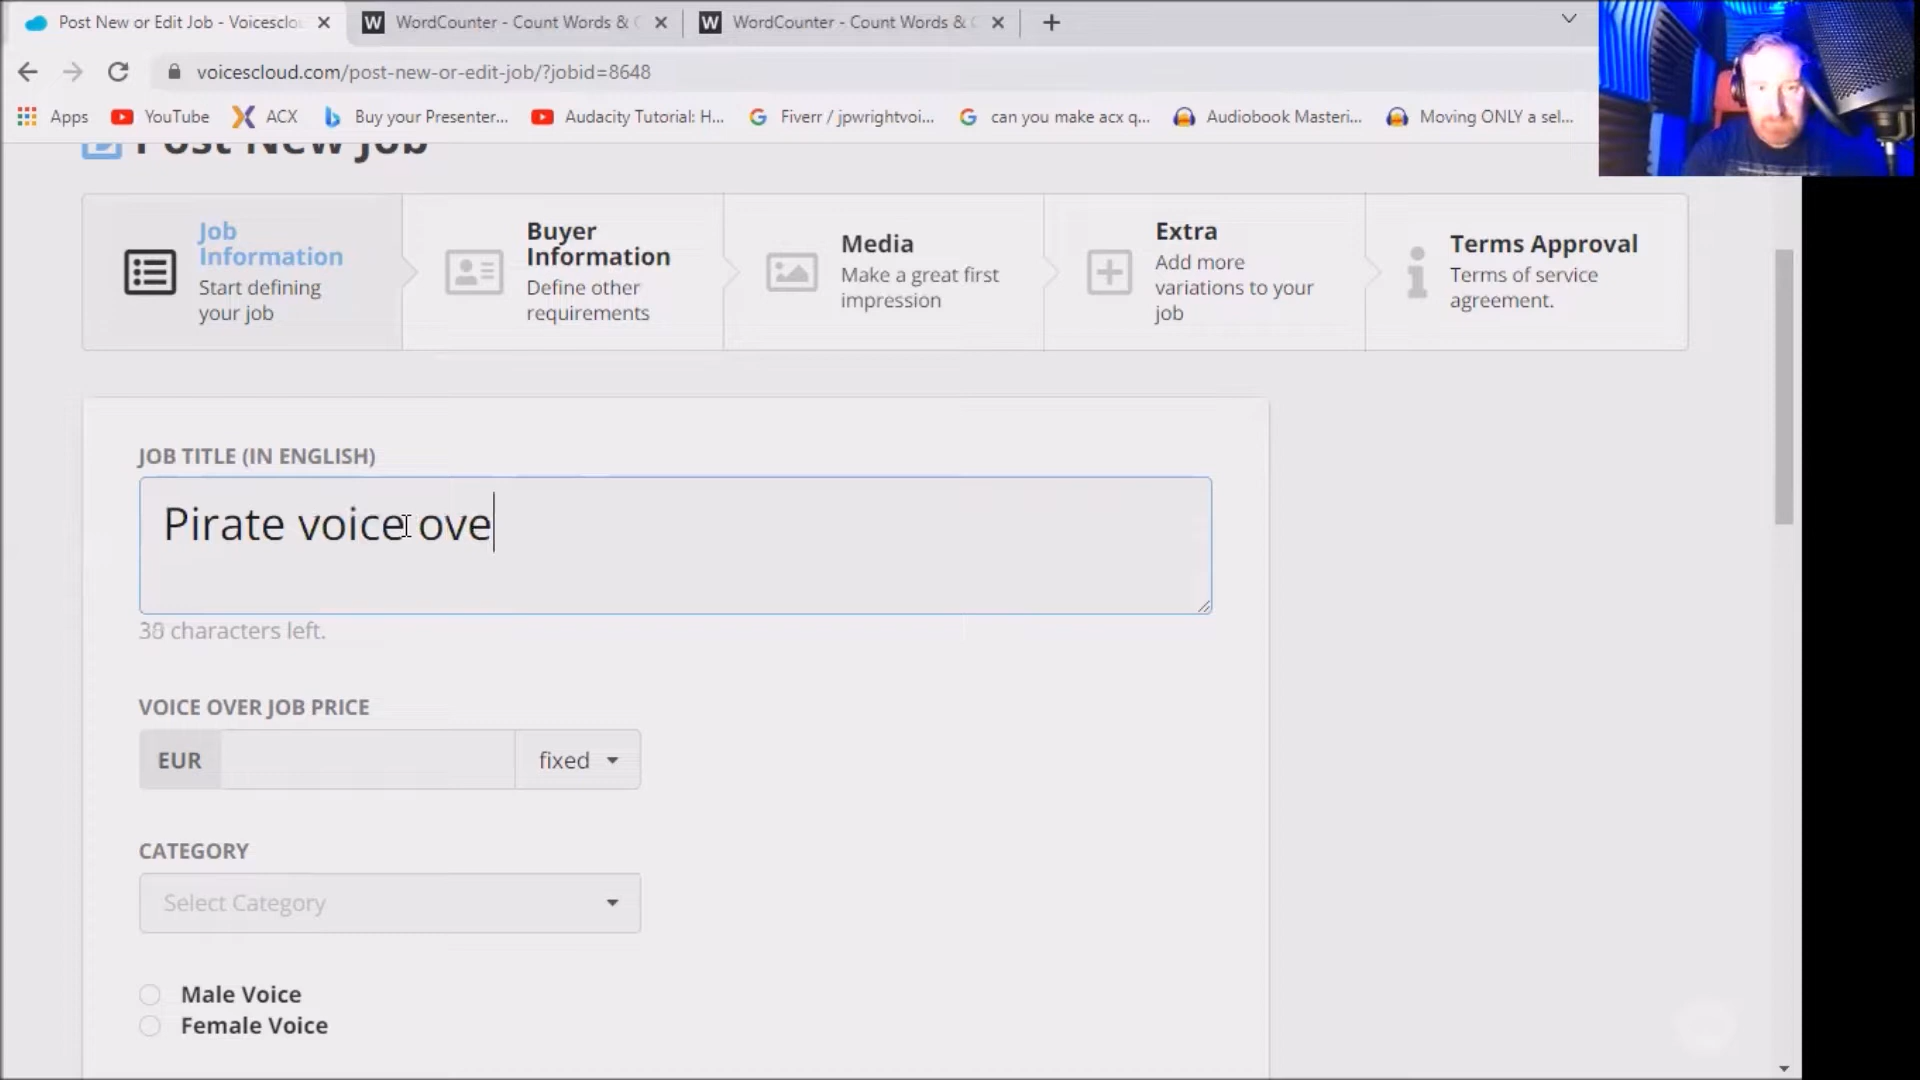 Post New or Edit Job - Voicesclo
WordCounter - Count Words &
WordCounter - Count Words &
voicescloud.com/post-new-or-edit-job/?jobid=8648
Apps
YouTube
ACX
Buy your Presenter...
Audacity Tutorial: H...
Fiverr / jpwrightvoi...
can you make acx q...
Audiobook Masteri...
Moving ONLY a sel...
Post New Job
Job
Information
Start defining
your job
Buyer
Information
Define other
requirements
Media
Make a great first
impression
Extra
Add more
variations to your
job
Terms Approval
Terms of service
agreement.
JOB TITLE (IN ENGLISH)
Pirate voice ove
characters left.
VOICE OVER JOB PRICE
EUR
fixed
CATEGORY
Select Category
Male Voice
Female Voice